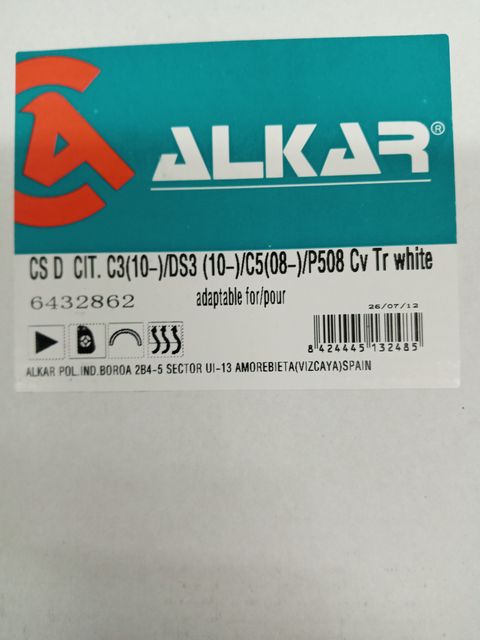 ALKAR®
CS D CIT. C3(10-)/DS3 (10-)/C5(08-)/P508 Cv Tr white
6432862
adaptable for/pour
26/07/12
8 424445 132485
ALKAR POL.IND.BOROA 2B4-5 SECTOR UI-13 AMOREBIETA(VIZCAYA)SPAIN